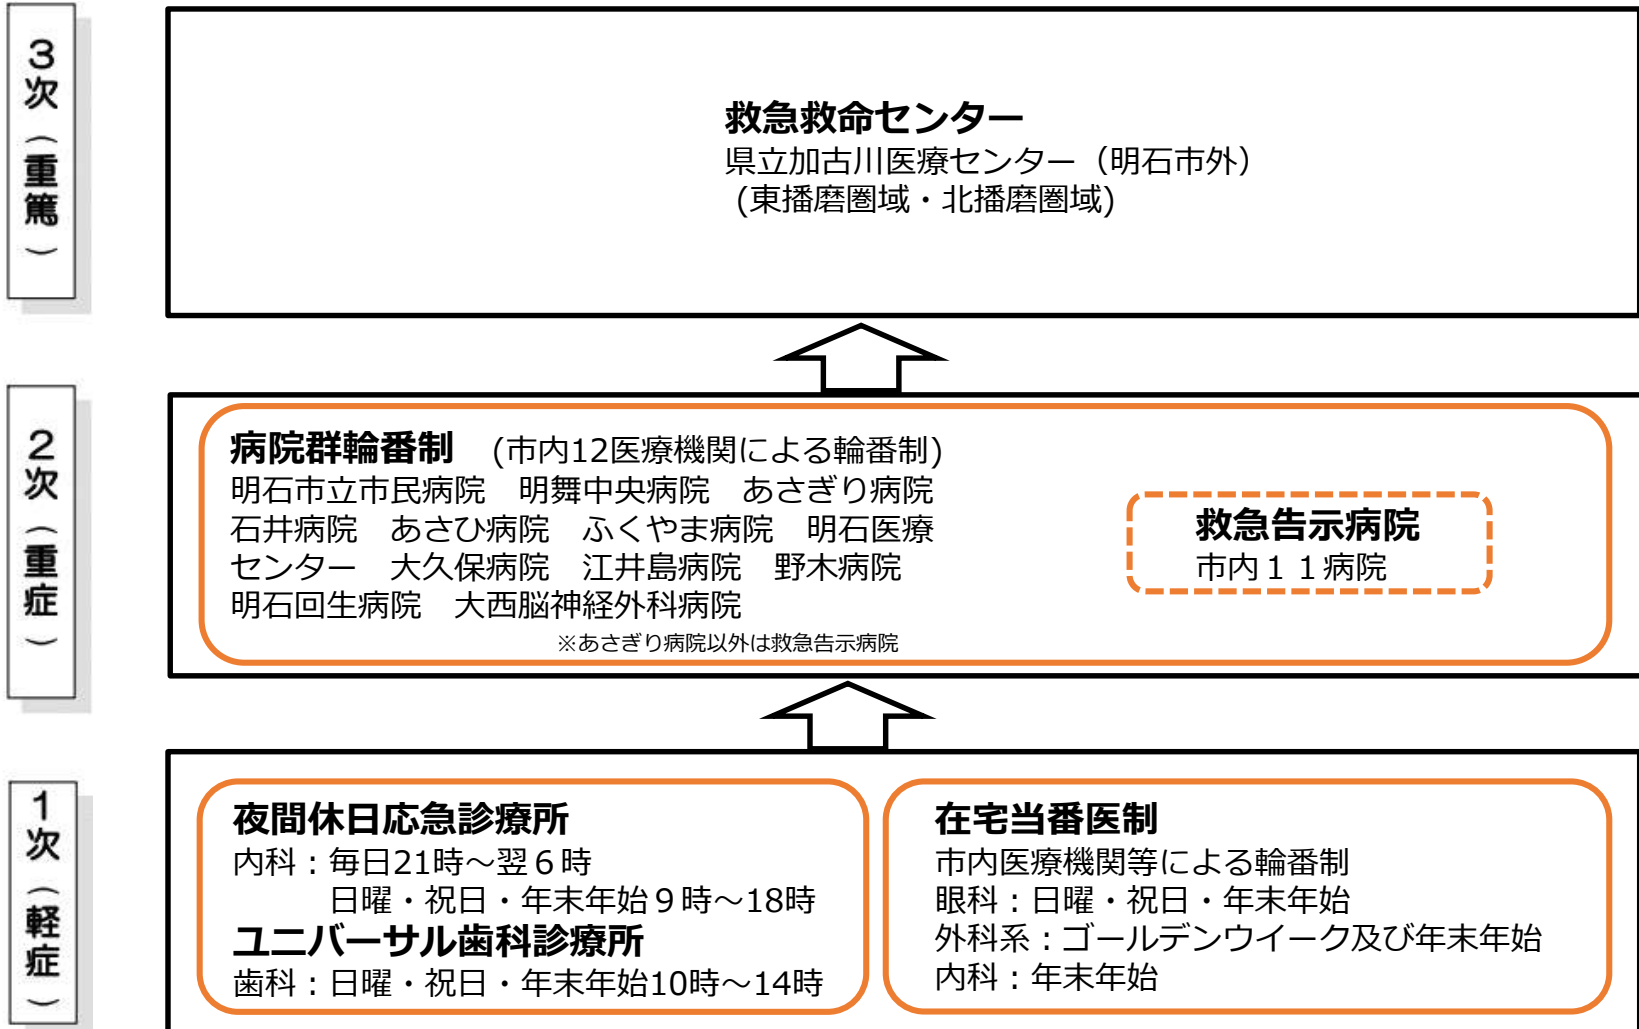 3次（重篤）
救急救命センター
県立加古川医療センター（明石市外）
(東播磨圏域・北播磨圏域)
2次（重症）
病院群輪番制　(市内12医療機関による輪番制)
明石市立市民病院　明舞中央病院　あさぎり病院
石井病院　あさひ病院　ふくやま病院　明石医療
センター　大久保病院　江井島病院　野木病院
明石回生病院　大西脳神経外科病院
※あさぎり病院以外は救急告示病院
救急告示病院
市内１１病院
1次（軽症）
夜間休日応急診療所
内科：毎日21時～翌６時
日曜・祝日・年末年始９時～18時
ユニバーサル歯科診療所
歯科：日曜・祝日・年末年始10時～14時
在宅当番医制
市内医療機関等による輪番制
眼科：日曜・祝日・年末年始
外科系：ゴールデンウイーク及び年末年始
内科：年末年始